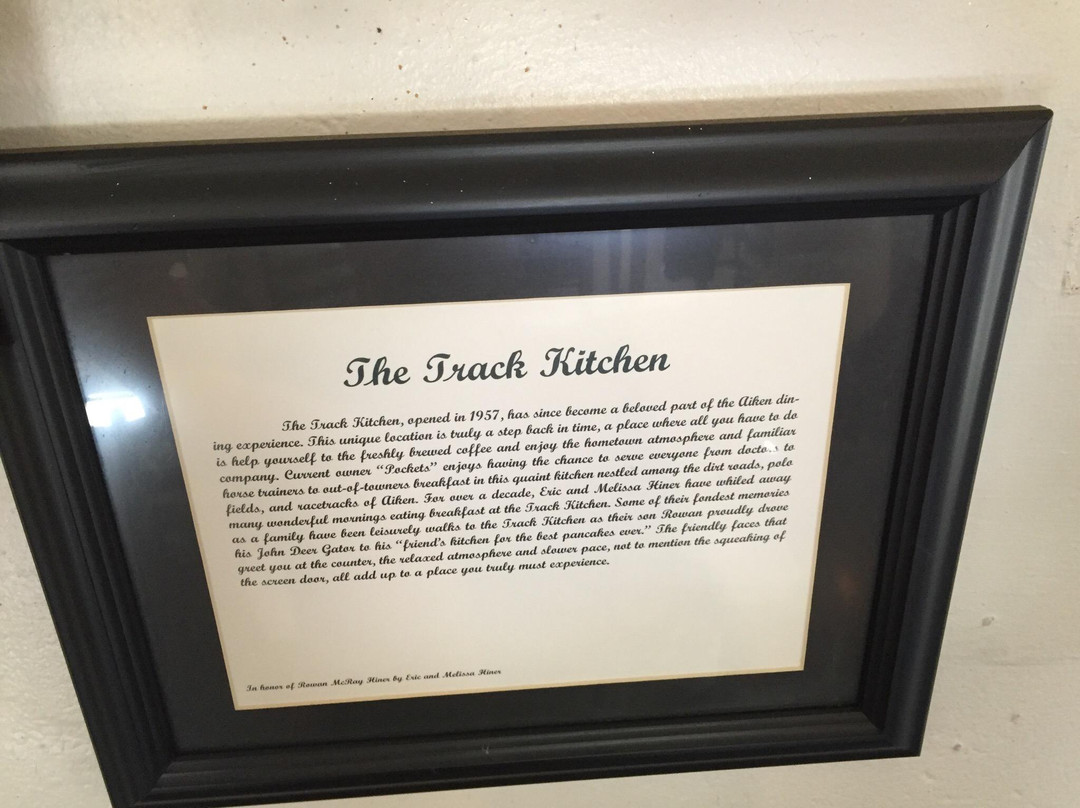 The Track Kitchen
The Track Kitchen, opened in 1957, has since become a beloved part of the Aiken din-
ing experience. This unique location is truly a step back in time, a place where all you have to do
is help yourself to the freshly brewed coffee and enjoy the hometown atmosphere and familiar
company. Current owner "Pockets" enjoys having the chance to serve everyone from doctors to
horse trainers to out-of-towners breakfast in this quaint kitchen nestled among the dirt roads, polo
fields, and racetracks of Aiken. For over a decade, Eric and Melissa Hiner have whiled away
many wonderful mornings eating breakfast at the Track Kitchen. Some of their fondest memories
as a family have been leisurely walks to the Track Kitchen as their son Rowan proudly drove
his John Deer Gator to his "friend's kitchen for the best pancakes ever." The friendly faces that
greet you at the counter, the relaxed atmosphere and slower pace, not to mention the squeaking of
the screen door, all add up to a place you truly must experience.
In honor of Rowan McRay Hiner by Eric and Melissa Hiner